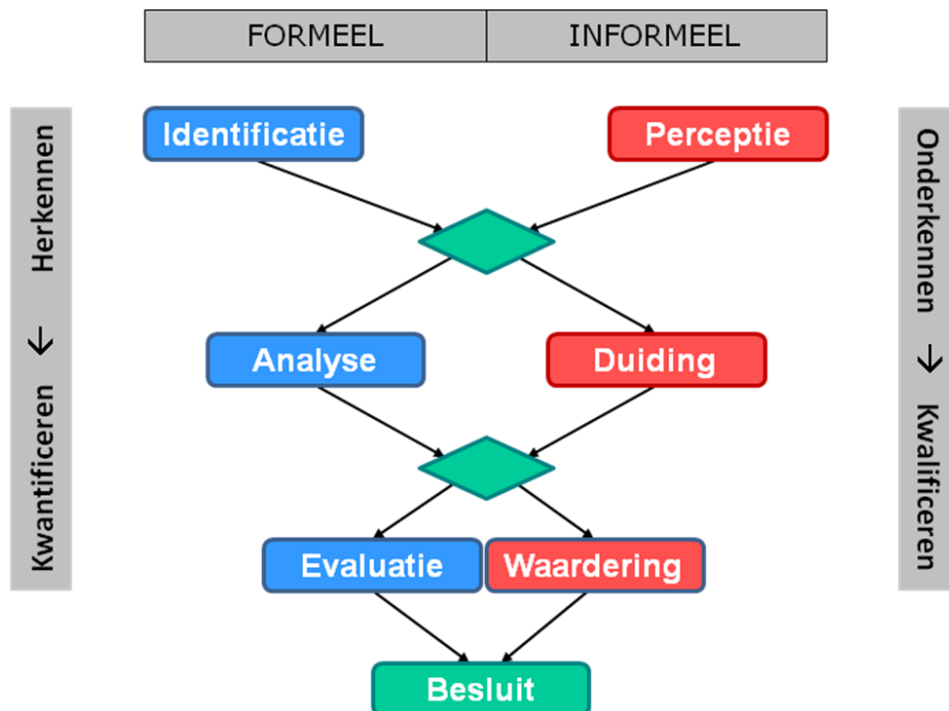 FORMEEL INFORMEEL
Identificatie Perceptie
Herkennen → Kwantificeren
Onderkennen → Kwalificeren
Analyse Duiding
Evaluatie Waardering
Besluit